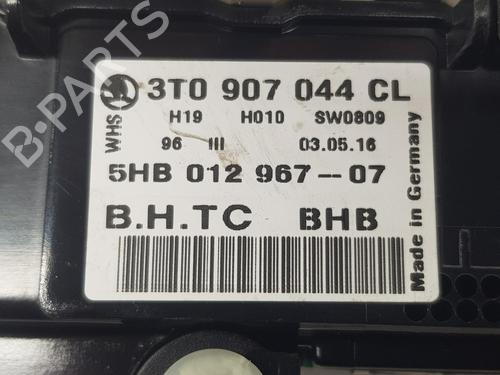 3T0 907 044 CL
WHS H19 H010 SW0809
96 III 03.05.16
5HB 012 967--07
B.H.TC BHB
Made in Germany
B-PARTS